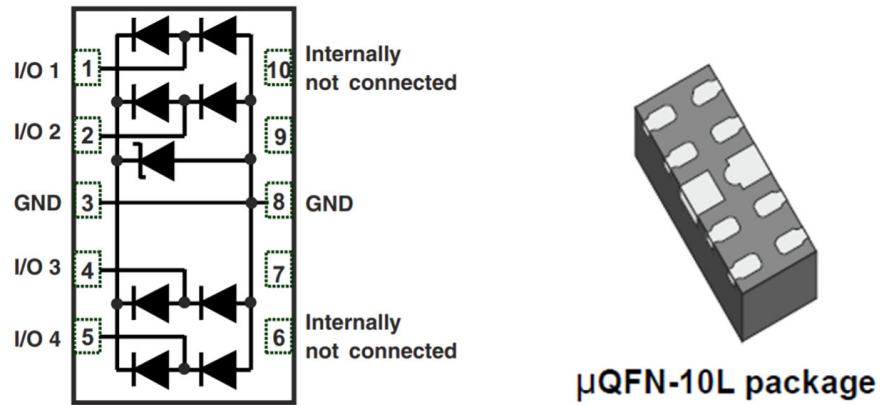 I/O 1
1
10
Internally
not connected
I/O 2
2
9
GND
3
8
GND
I/O 3
4
7
I/O 4
5
6
Internally
not connected
µQFN-10L package